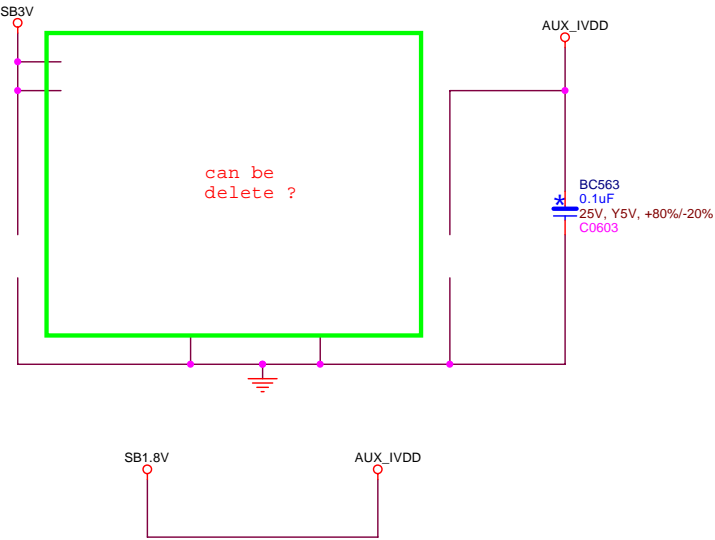 SB3V
AUX_IVDD
can be
delete ?
BC563
0.1uF
*
25V, Y5V, +80%/-20%
C0603
SB1.8V
AUX_IVDD